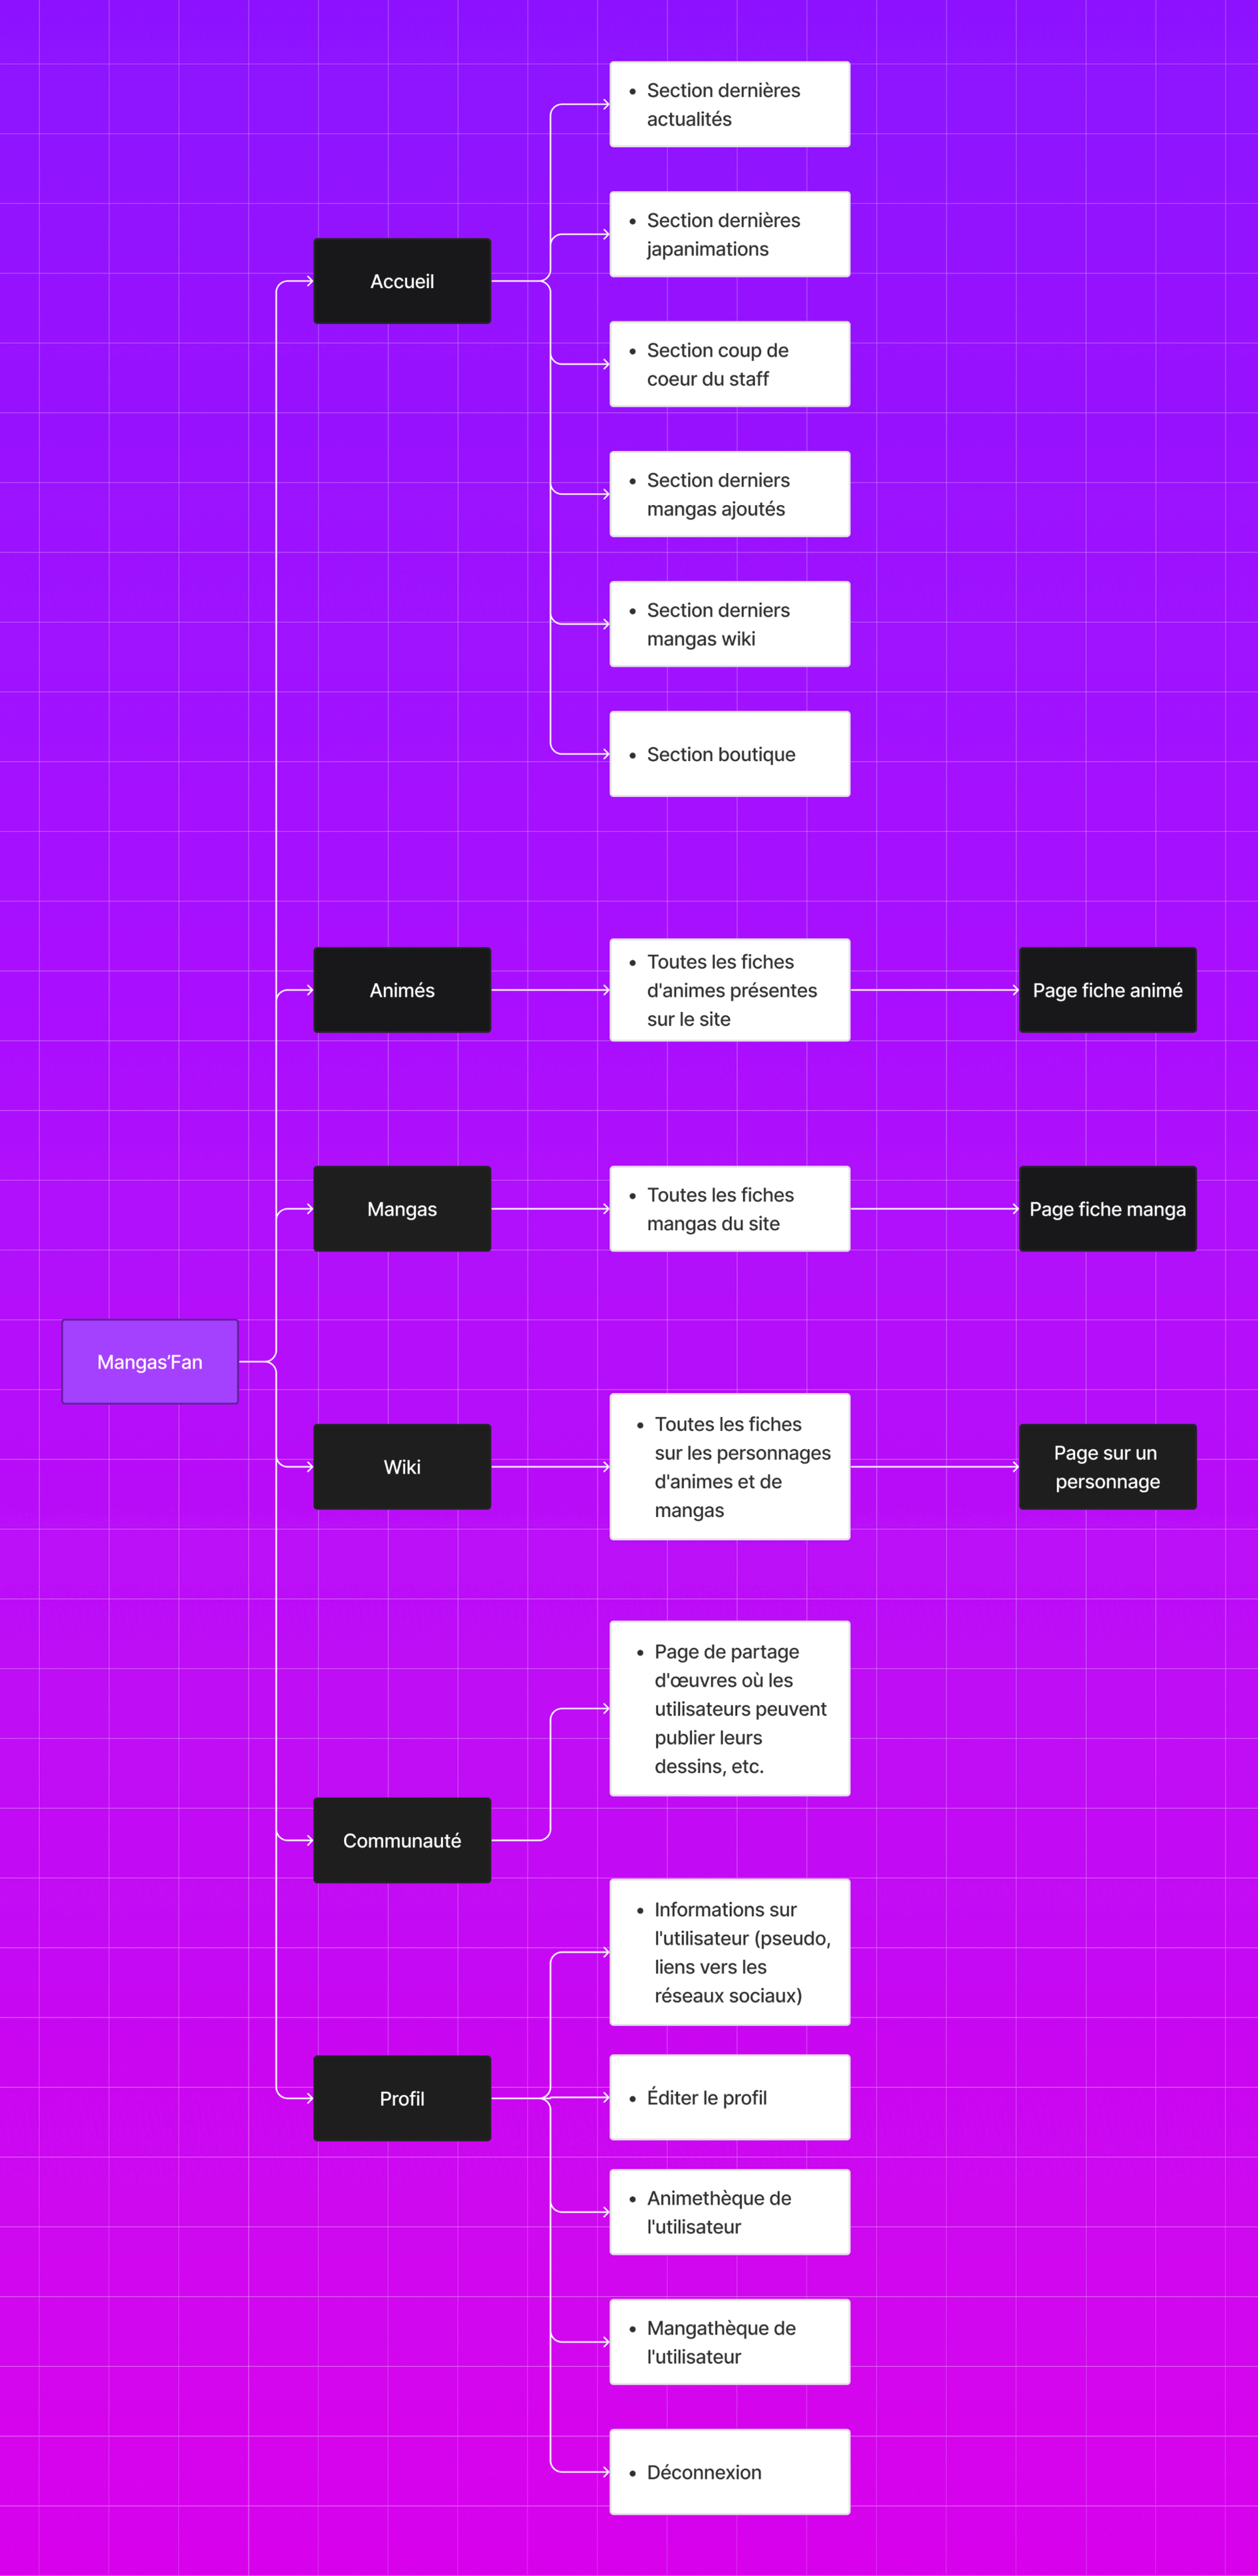 • Section dernières
actualités
• Section dernières
japanimations
Accueil
• Section coup de
coeur du staff
• Section derniers
mangas ajoutés
• Section derniers
mangas wiki
• Section boutique
Animés
• Toutes les fiches
d'animes présentes
sur le site
Page fiche animé
Mangas
• Toutes les fiches
mangas du site
Page fiche manga
Mangas'Fan
Wiki
• Toutes les fiches
sur les personnages
d'animes et de
mangas
Page sur un
personnage
• Page de partage
d'œuvres où les
utilisateurs peuvent
publier leurs
dessins, etc.
Communauté
• Informations sur
l'utilisateur (pseudo,
liens vers les
réseaux sociaux)
Profil
• Éditer le profil
• Animethèque de
l'utilisateur
• Mangathèque de
l'utilisateur
• Déconnexion